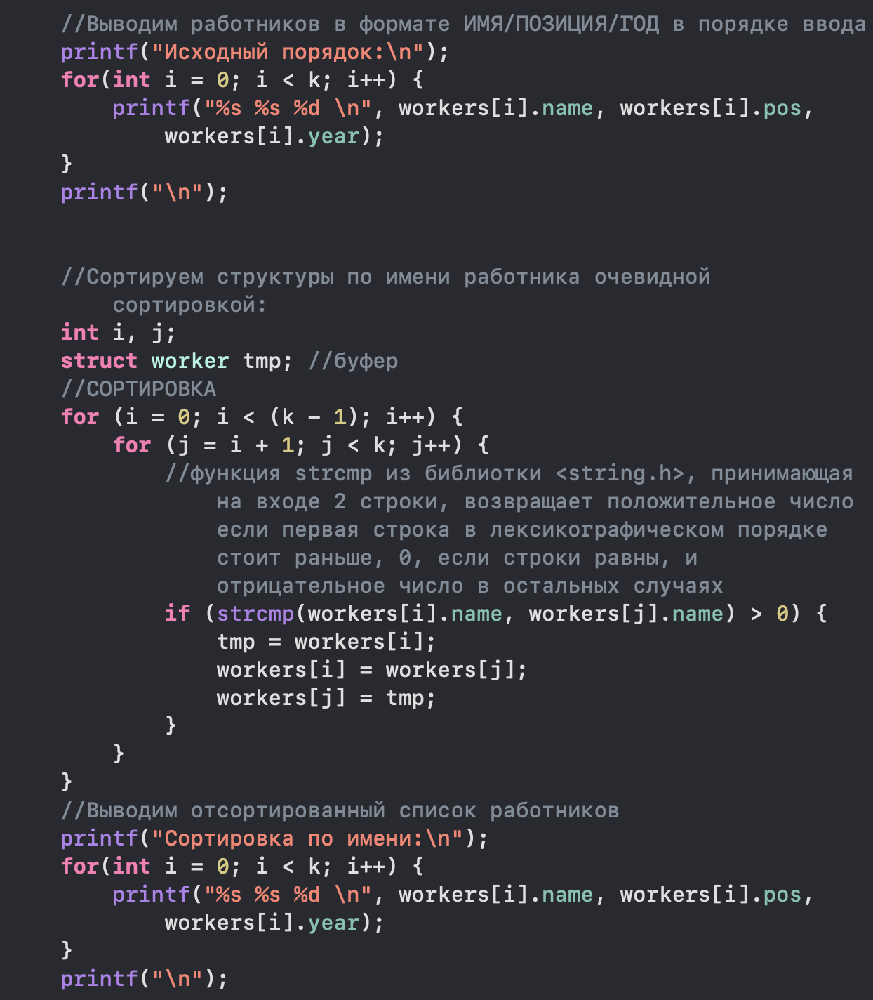 //Выводим работников в формате ИМЯ/ПОЗИЦИЯ/ГОД в порядке ввода
printf("Исходный порядок:\n");
for(int i = 0; i < k; i++) {
    printf("%s %s %d \n", workers[i].name, workers[i].pos,
        workers[i].year);
}
printf("\n");
//Сортируем структуры по имени работника очевидной
    сортировкой:
int i, j;
struct worker tmp; //буфер
//СОРТИРОВКА
for (i = 0; i < (k - 1); i++) {
    for (j = i + 1; j < k; j++) {
        //функция strcmp из библиотки <string.h>, принимающая
            на входе 2 строки, возвращает положительное число
            если первая строка в лексикографическом порядке
            стоит раньше, 0, если строки равны, и
            отрицательное число в остальных случаях
        if (strcmp(workers[i].name, workers[j].name) > 0) {
            tmp = workers[i];
            workers[i] = workers[j];
            workers[j] = tmp;
        }
    }
}
//Выводим отсортированный список работников
printf("Сортировка по имени:\n");
for(int i = 0; i < k; i++) {
    printf("%s %s %d \n", workers[i].name, workers[i].pos,
        workers[i].year);
}
printf("\n");